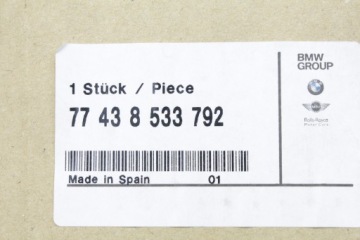 BMW
GROUP
1 Stück / Piece
77 43 8 533 792
Made in Spain 01